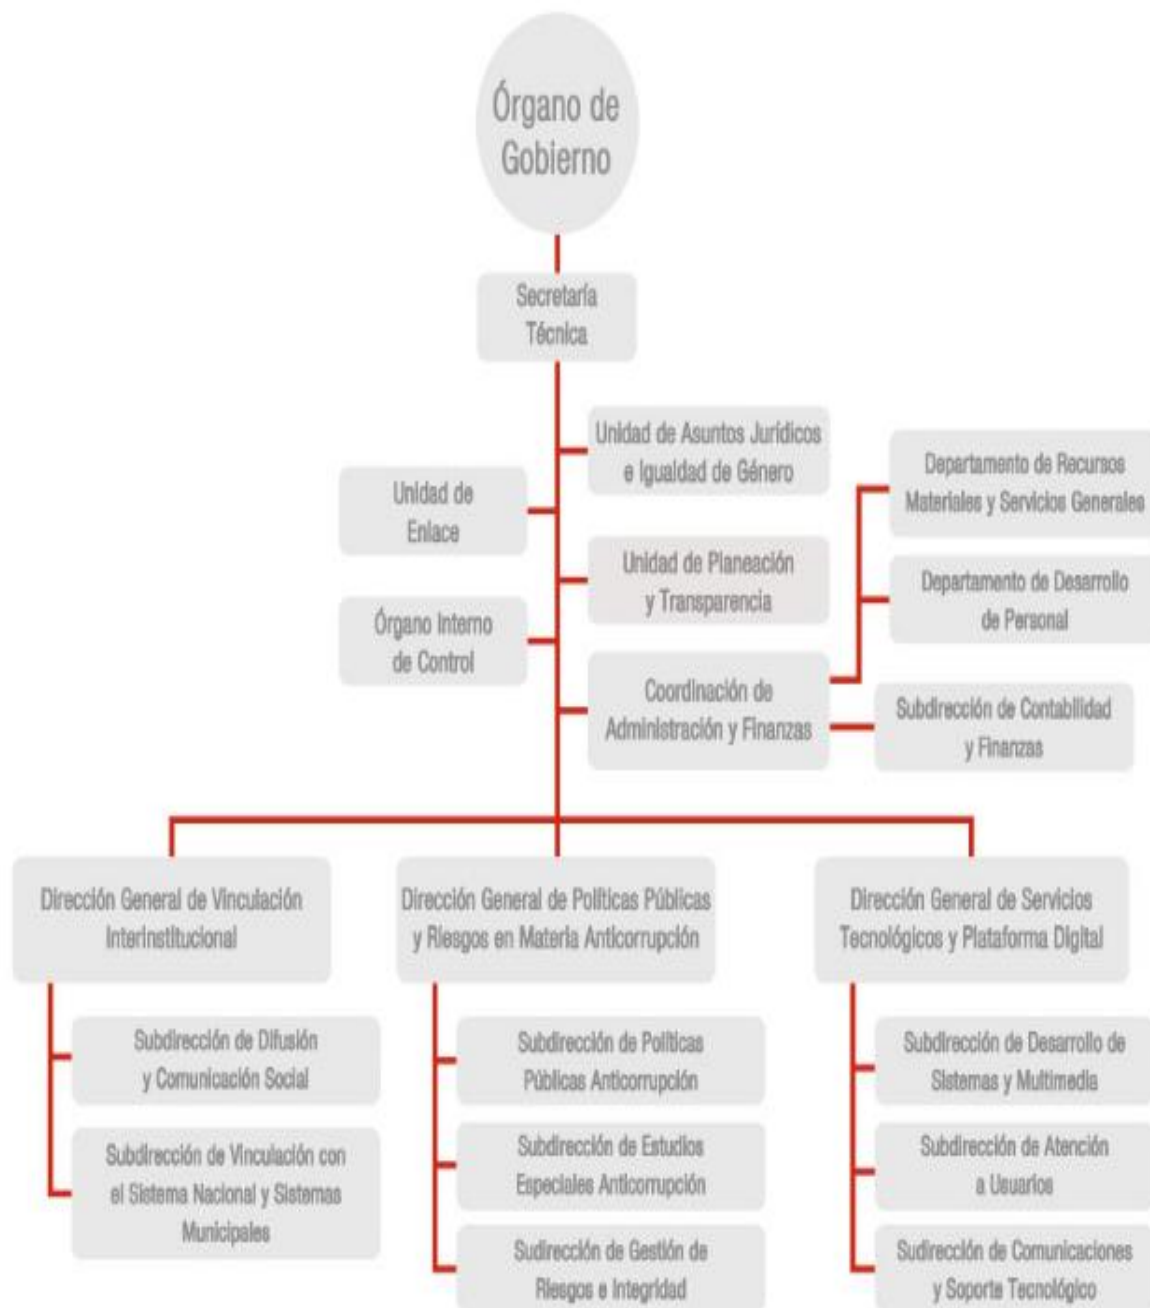 Órgano de
Gobierno
Secretaría
Técnica
Unidad de Asuntos Jurídicos
e Igualdad de Género
Unidad de
Enlace
Unidad de Planeación
y Transparencia
Órgano Interno
de Control
Coordinación de
Administración y Finanzas
Departamento de Recursos
Materiales y Servicios Generales
Departamento de Desarrollo
de Personal
Subdirección de Contabilidad
y Finanzas
Dirección General de Vinculación
Interinstitucional
Subdirección de Difusión
y Comunicación Social
Subdirección de Vinculación con
el Sistema Nacional y Sistemas
Municipales
Dirección General de Políticas Públicas
y Riesgos en Materia Anticorrupción
Subdirección de Políticas
Públicas Anticorrupción
Subdirección de Estudios
Especiales Anticorrupción
Sudirección de Gestión de
Riesgos e Integridad
Dirección General de Servicios
Tecnológicos y Plataforma Digital
Subdirección de Desarrollo de
Sistemas y Multimedia
Subdirección de Atención
a Usuarios
Sudirección de Comunicaciones
y Soporte Tecnológico